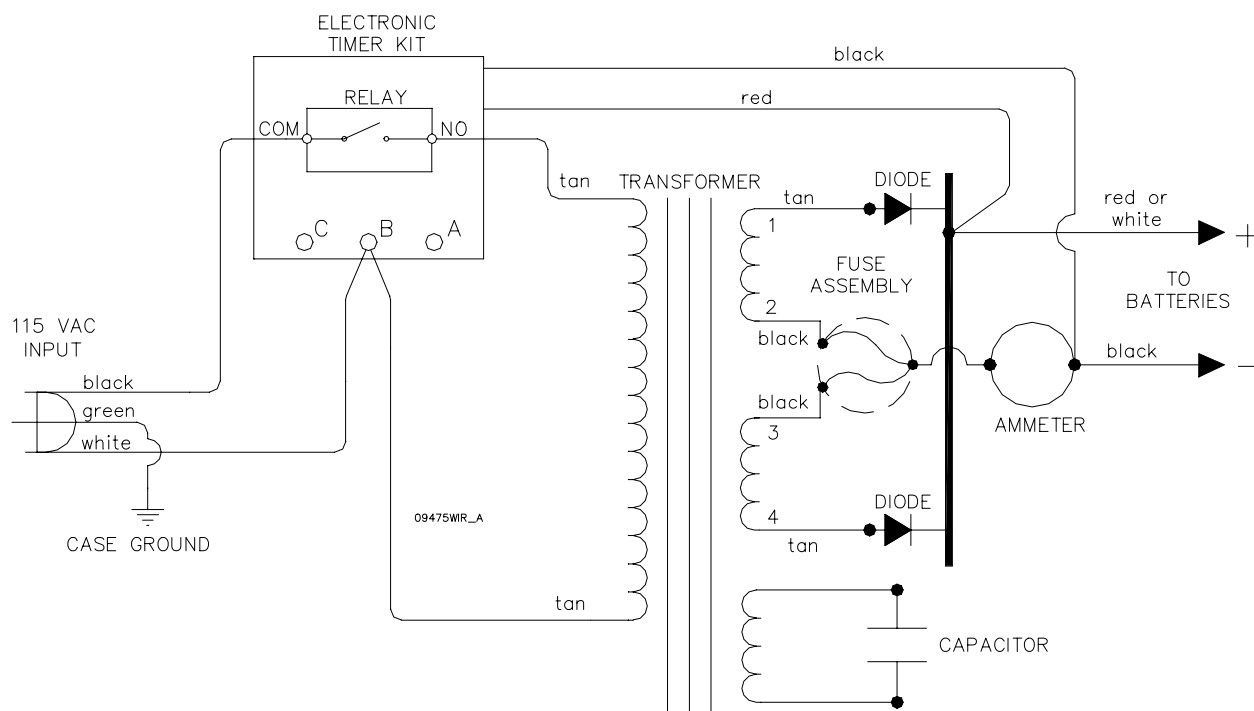 ELECTRONIC
TIMER KIT
black
RELAY
red
COM
NO
tan
TRANSFORMER
DIODE
tan
1
red or
white
+
C
B
A
FUSE
ASSEMBLY
TO
BATTERIES
2
black
115 VAC
INPUT
black
-
black
green
white
black
3
AMMETER
DIODE
4
09475WIR_A
CASE GROUND
tan
tan
CAPACITOR